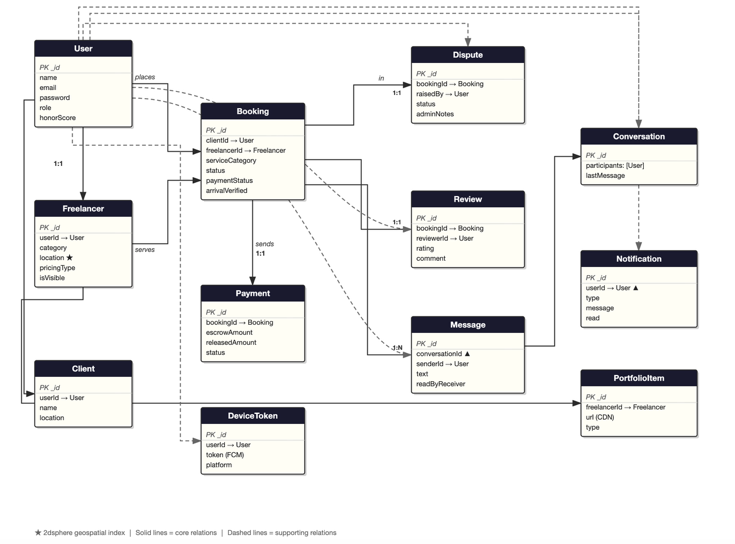 User
PK _id
name
email
password
role
honorScore
places
1:1
Freelancer
PK _id
userId → User
category
location ★
pricingType
isVisible
serves
Client
PK _id
userId → User
name
location
Booking
PK _id
clientId → User
freelancerId → Freelancer
serviceCategory
status
paymentStatus
arrivalVerified
sends
1:1
Payment
PK _id
bookingId → Booking
escrowAmount
releasedAmount
status
DeviceToken
PK _id
userId → User
token (FCM)
platform
in
1:1
Dispute
PK _id
bookingId → Booking
raisedBy → User
status
adminNotes
1:1
Review
PK _id
bookingId → Booking
reviewerId → User
rating
comment
1:N
Message
PK _id
conversationId ▲
senderId → User
text
readByReceiver
Conversation
PK _id
participants: [User]
lastMessage
Notification
PK _id
userId → User ▲
type
message
read
PortfolioItem
PK _id
freelancerId → Freelancer
url (CDN)
type
★ 2dsphere geospatial index | Solid lines = core relations | Dashed lines = supporting relations